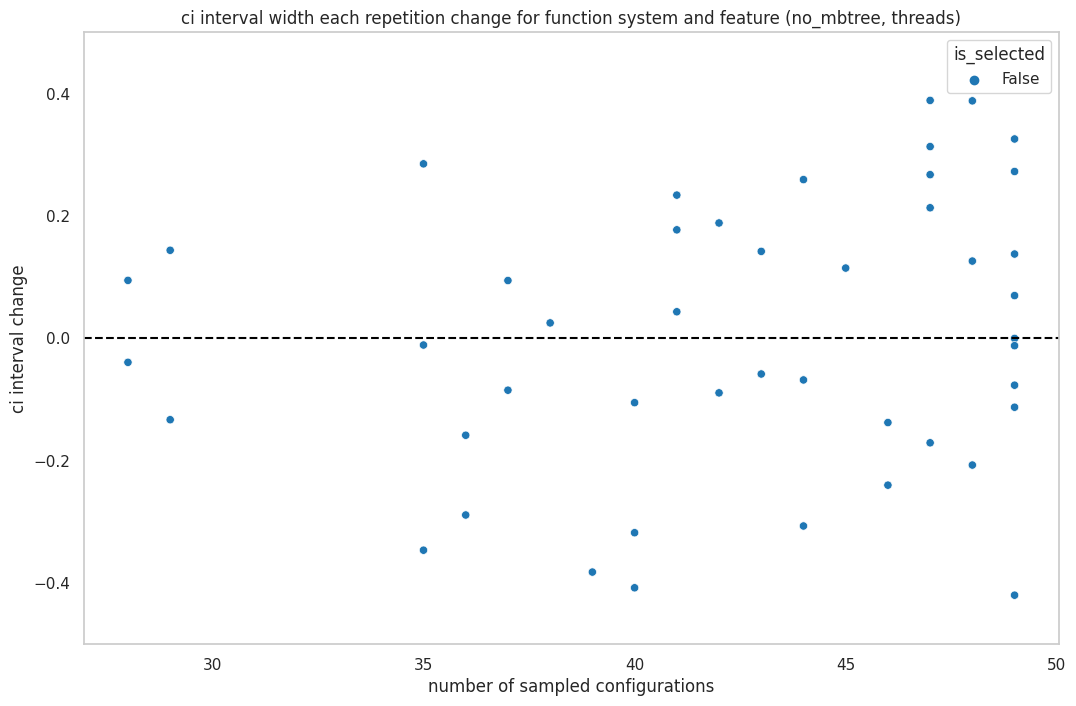 ci interval width each repetition change for function system and feature (no_mbtree, threads)
is_selected
False
ci interval change
0.4
0.2
0.0
−0.2
−0.4
30
35
40
45
50
number of sampled configurations